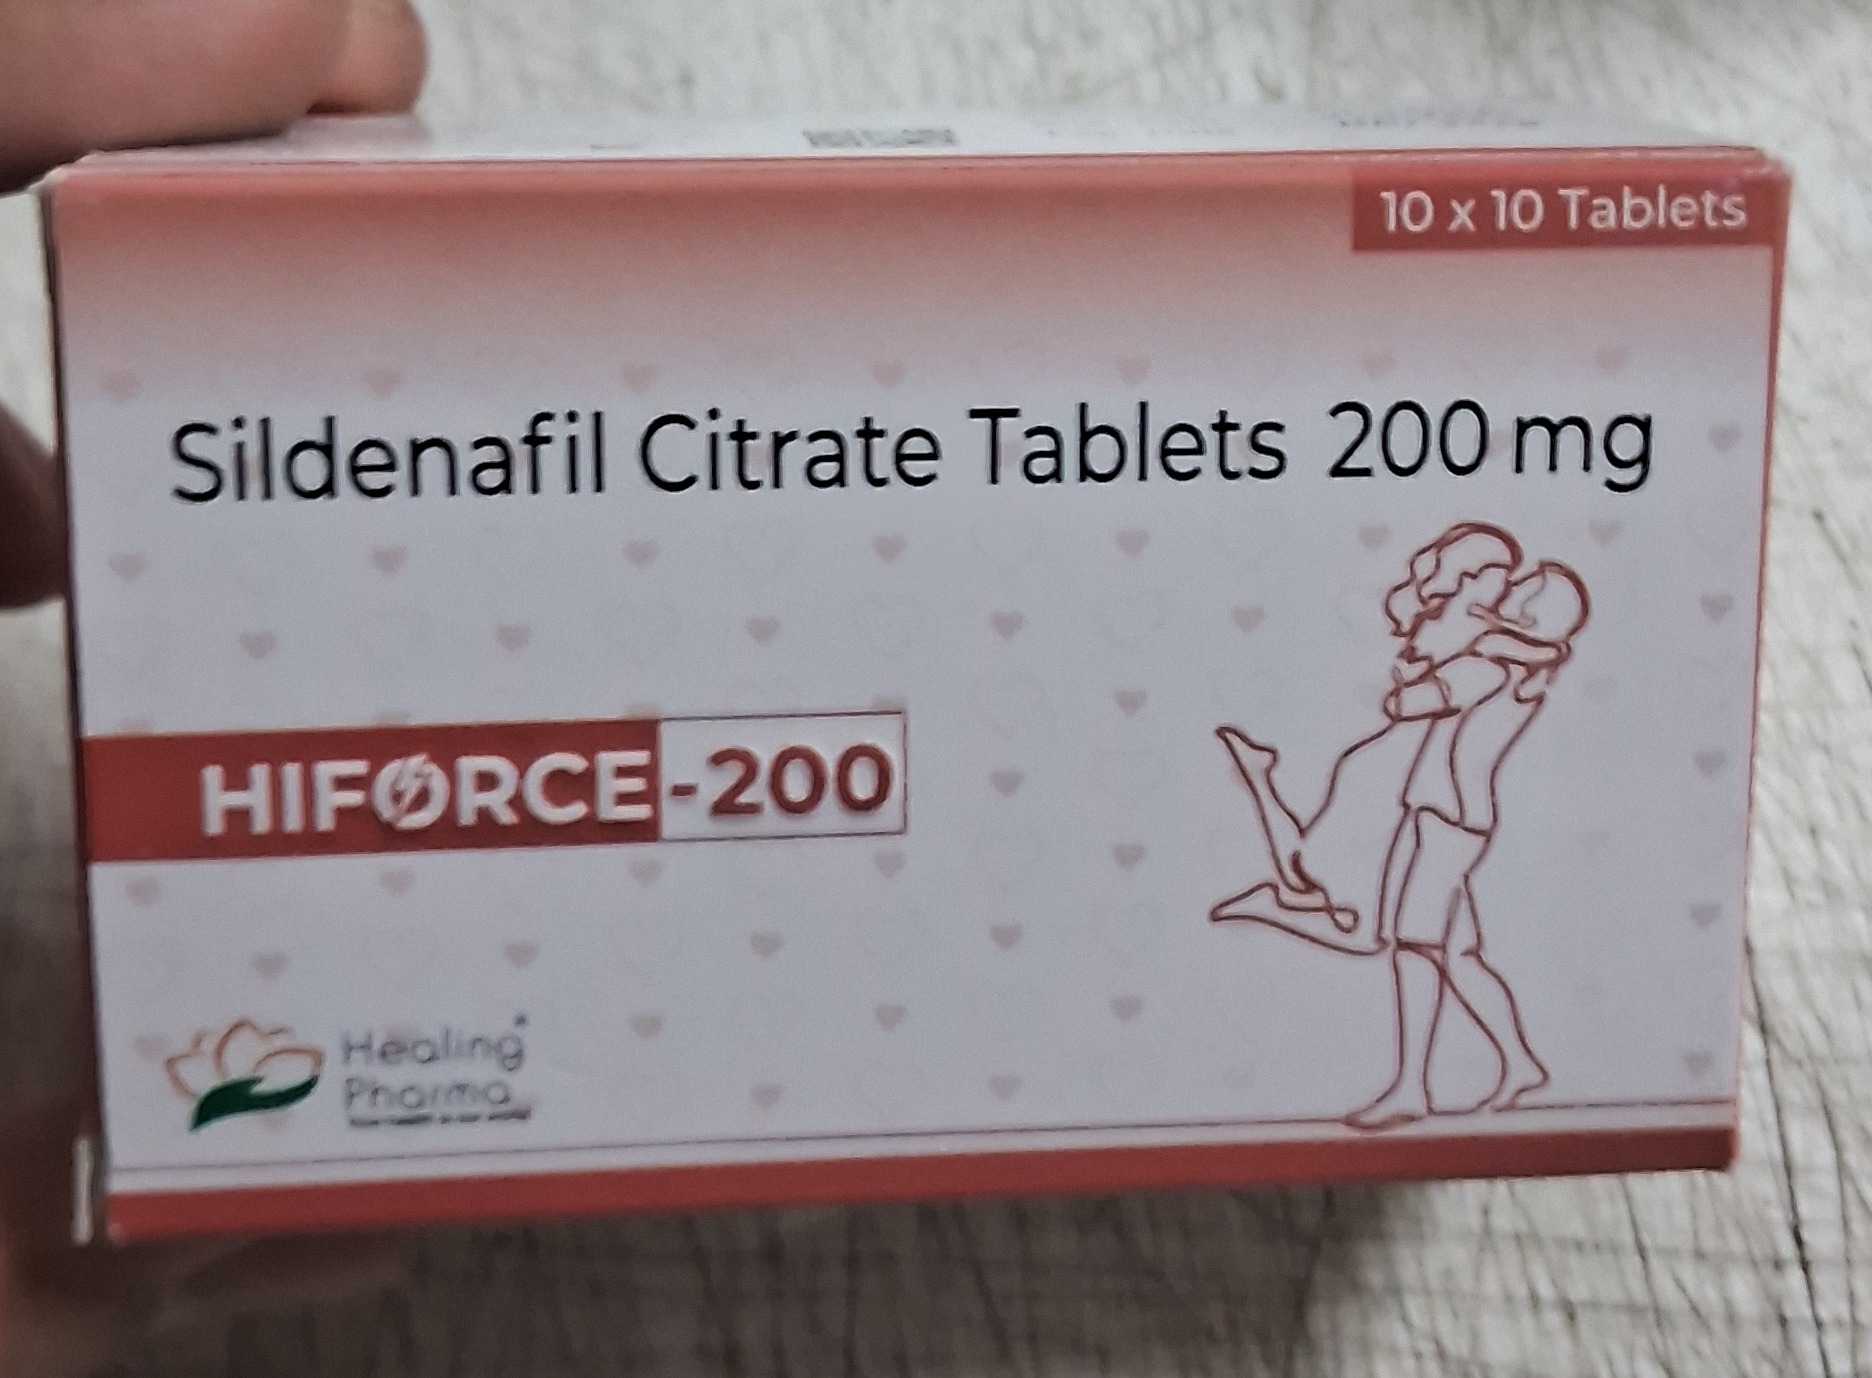 10 x 10 Tablets
Sildenafil Citrate Tablets 200 mg
HIFORCE-200
Healing
Pharma